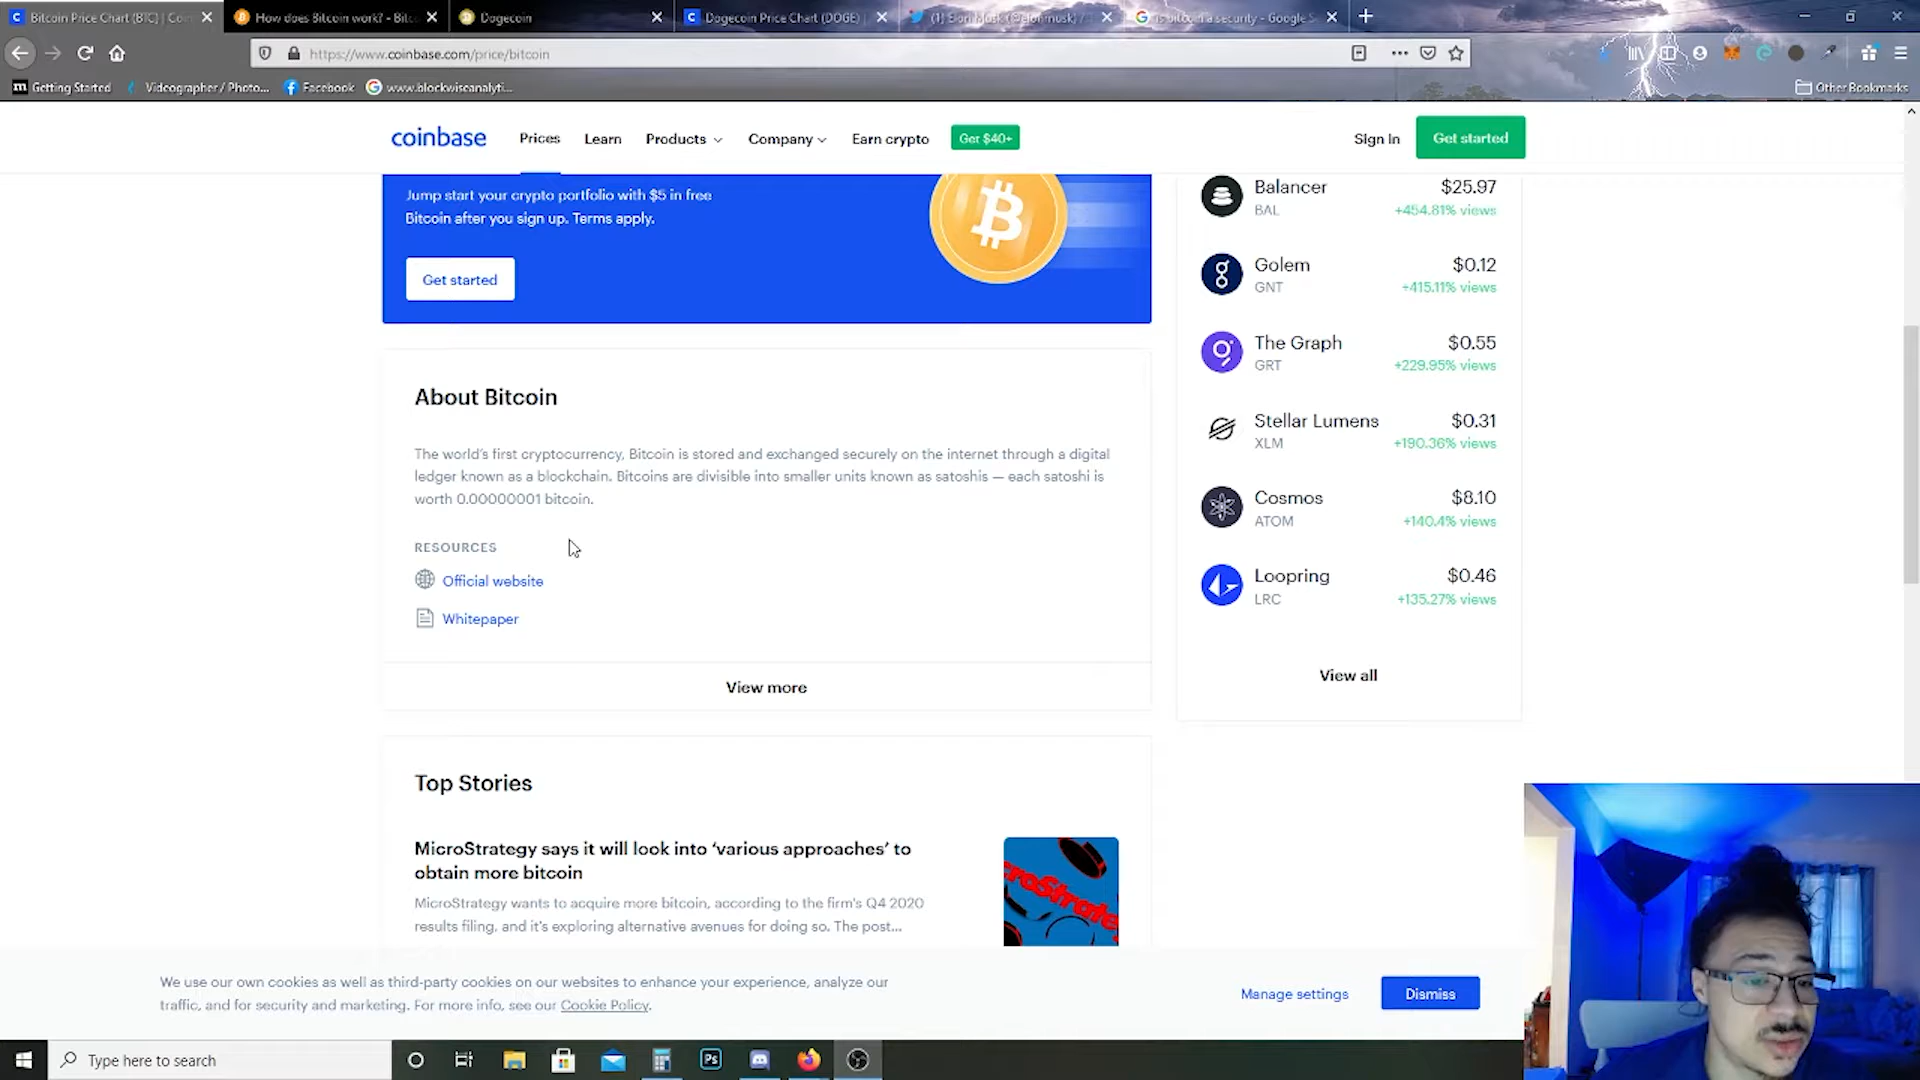 Bitcoin Price Chart (BTC) | Coin
How does Bitcoin work? - Bitc
Dogecoin
Dogecoin Price Chart (DOGE) |
(1) Elon Musk (@elonmusk) /
is bitcoin a security - Google S
https://www.coinbase.com/price/bitcoin
Getting Started
Videographer / Photo...
Facebook
www.blockwiseanalyti...
Other Bookmarks
coinbase
Prices
Learn
Products
Company
Earn crypto
Get $40+
Sign In
Get started
Jump start your crypto portfolio with $5 in free
Bitcoin after you sign up. Terms apply.
Get started
About Bitcoin
The world's first cryptocurrency, Bitcoin is stored and exchanged securely on the internet through a digital
ledger known as a blockchain. Bitcoins are divisible into smaller units known as satoshis — each satoshi is
worth 0.00000001 bitcoin.
RESOURCES
Official website
Whitepaper
View more
Top Stories
MicroStrategy says it will look into ‘various approaches’ to
obtain more bitcoin
MicroStrategy wants to acquire more bitcoin, according to the firm's Q4 2020
results filing, and it's exploring alternative avenues for doing so. The post...
Balancer $25.97
BAL +454.81% views
Golem $0.12
GNT +415.11% views
The Graph $0.55
GRT +229.95% views
Stellar Lumens $0.31
XLM +190.36% views
Cosmos $8.10
ATOM +140.4% views
Loopring $0.46
LRC +135.27% views
View all
We use our own cookies as well as third-party cookies on our websites to enhance your experience, analyze our
traffic, and for security and marketing. For more info, see our Cookie Policy.
Manage settings
Dismiss
Type here to search
Ps